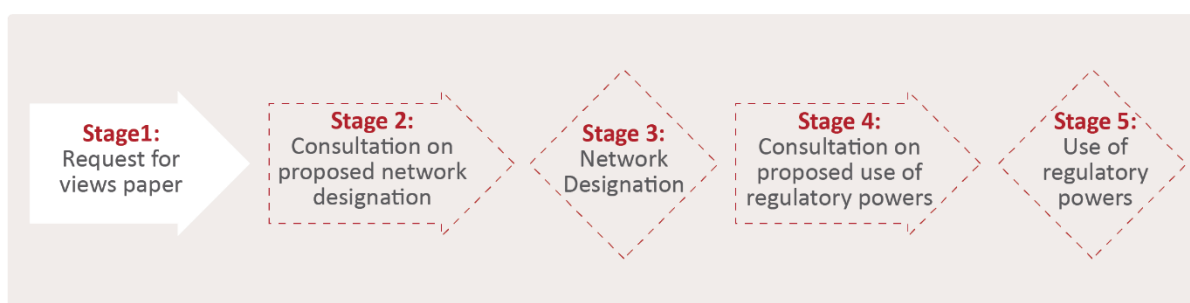 Stage1:
Request for
views paper
Stage 2:
Consultation on
proposed network
designation
Stage 3:
Network
Designation
Stage 4:
Consultation on
proposed use of
regulatory powers
Stage 5:
Use of
regulatory
powers